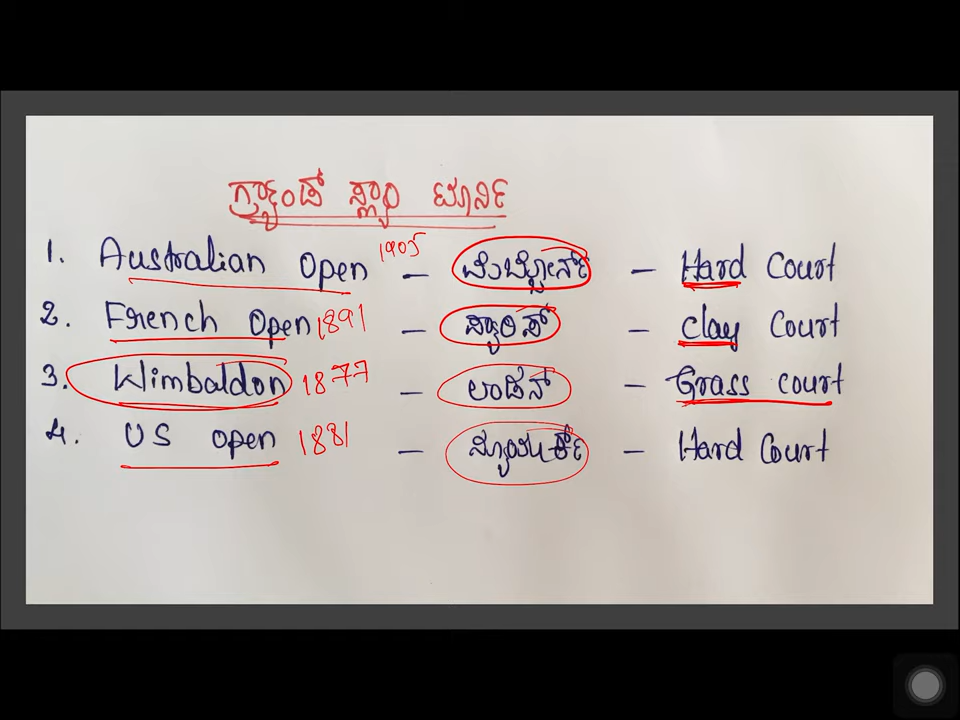 ಗ್ರ್ಯಾಂಡ್ ಸ್ಲ್ಯಾಂ ಟೂರ್ನಿ
1. Australian Open 1905 – ಮೆಲ್ಬೋರ್ನ್ – Hard Court
2. French Open 1891 – ಪ್ಯಾರಿಸ್ – Clay Court
3. Wimbaldon 1877 – ಲಂಡನ್ – Grass court
4. US open 1881 – ನ್ಯೂಯಾರ್ಕ್ – Hard Court